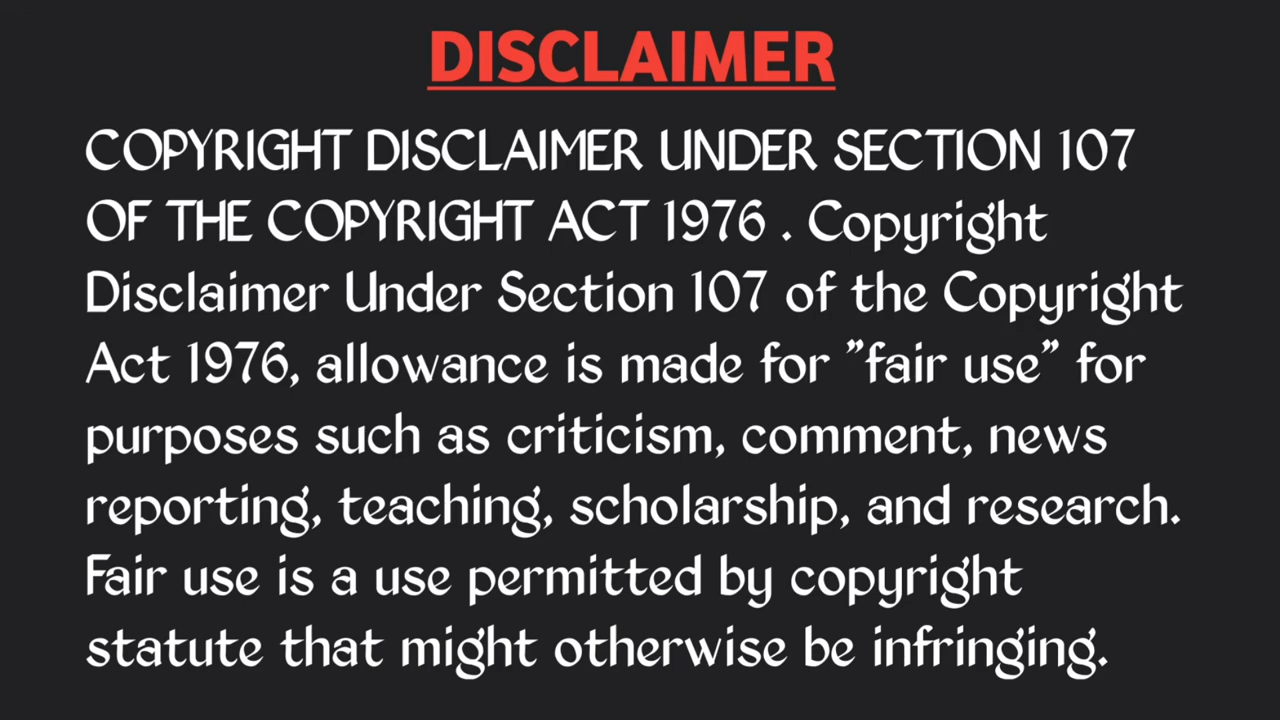 DISCLAIMER
COPYRIGHT DISCLAIMER UNDER SECTION 107
OF THE COPYRIGHT ACT 1976 . Copyright
Disclaimer Under Section 107 of the Copyright
Act 1976, allowance is made for "fair use" for
purposes such as criticism, comment, news
reporting, teaching, scholarship, and research.
Fair use is a use permitted by copyright
statute that might otherwise be infringing.